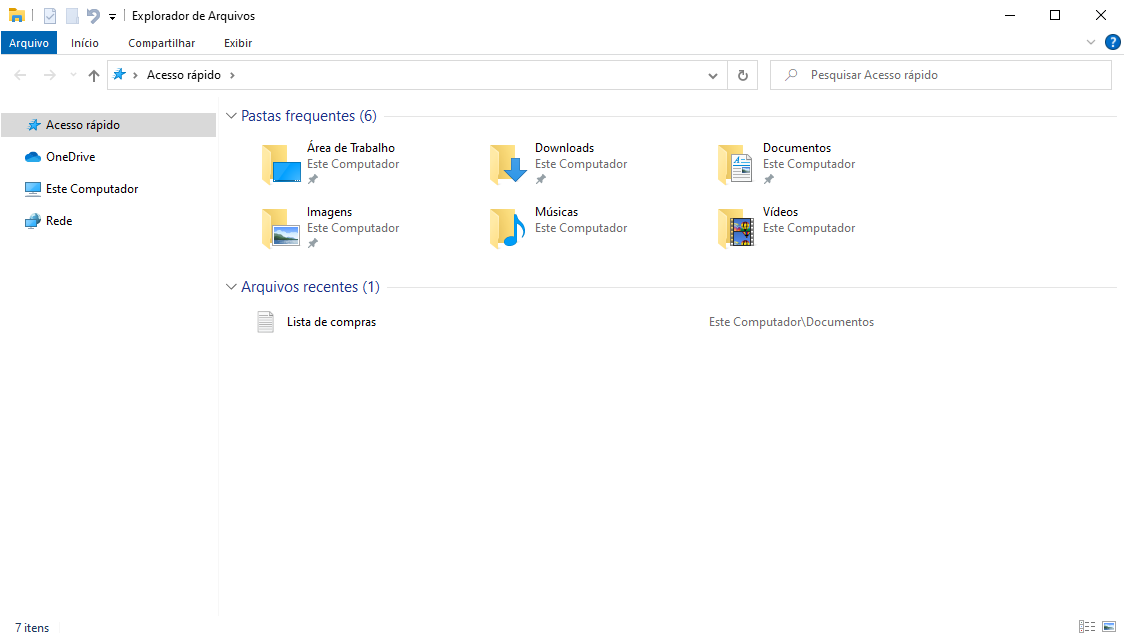 Explorador de Arquivos
Arquivo Início Compartilhar Exibir
Acesso rápido
Pesquisar Acesso rápido
Acesso rápido
OneDrive
Este Computador
Rede
Pastas frequentes (6)
Área de Trabalho
Este Computador
Downloads
Este Computador
Documentos
Este Computador
Imagens
Este Computador
Músicas
Este Computador
Vídeos
Este Computador
Arquivos recentes (1)
Lista de compras Este Computador\Documentos
7 itens